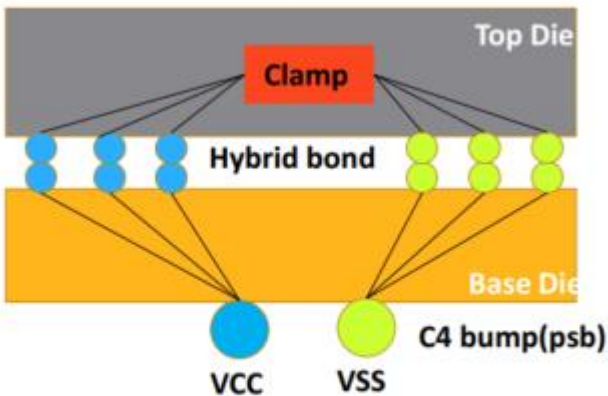 Top Die
Clamp
Hybrid bond
Base Die
C4 bump(psb)
VCC VSS